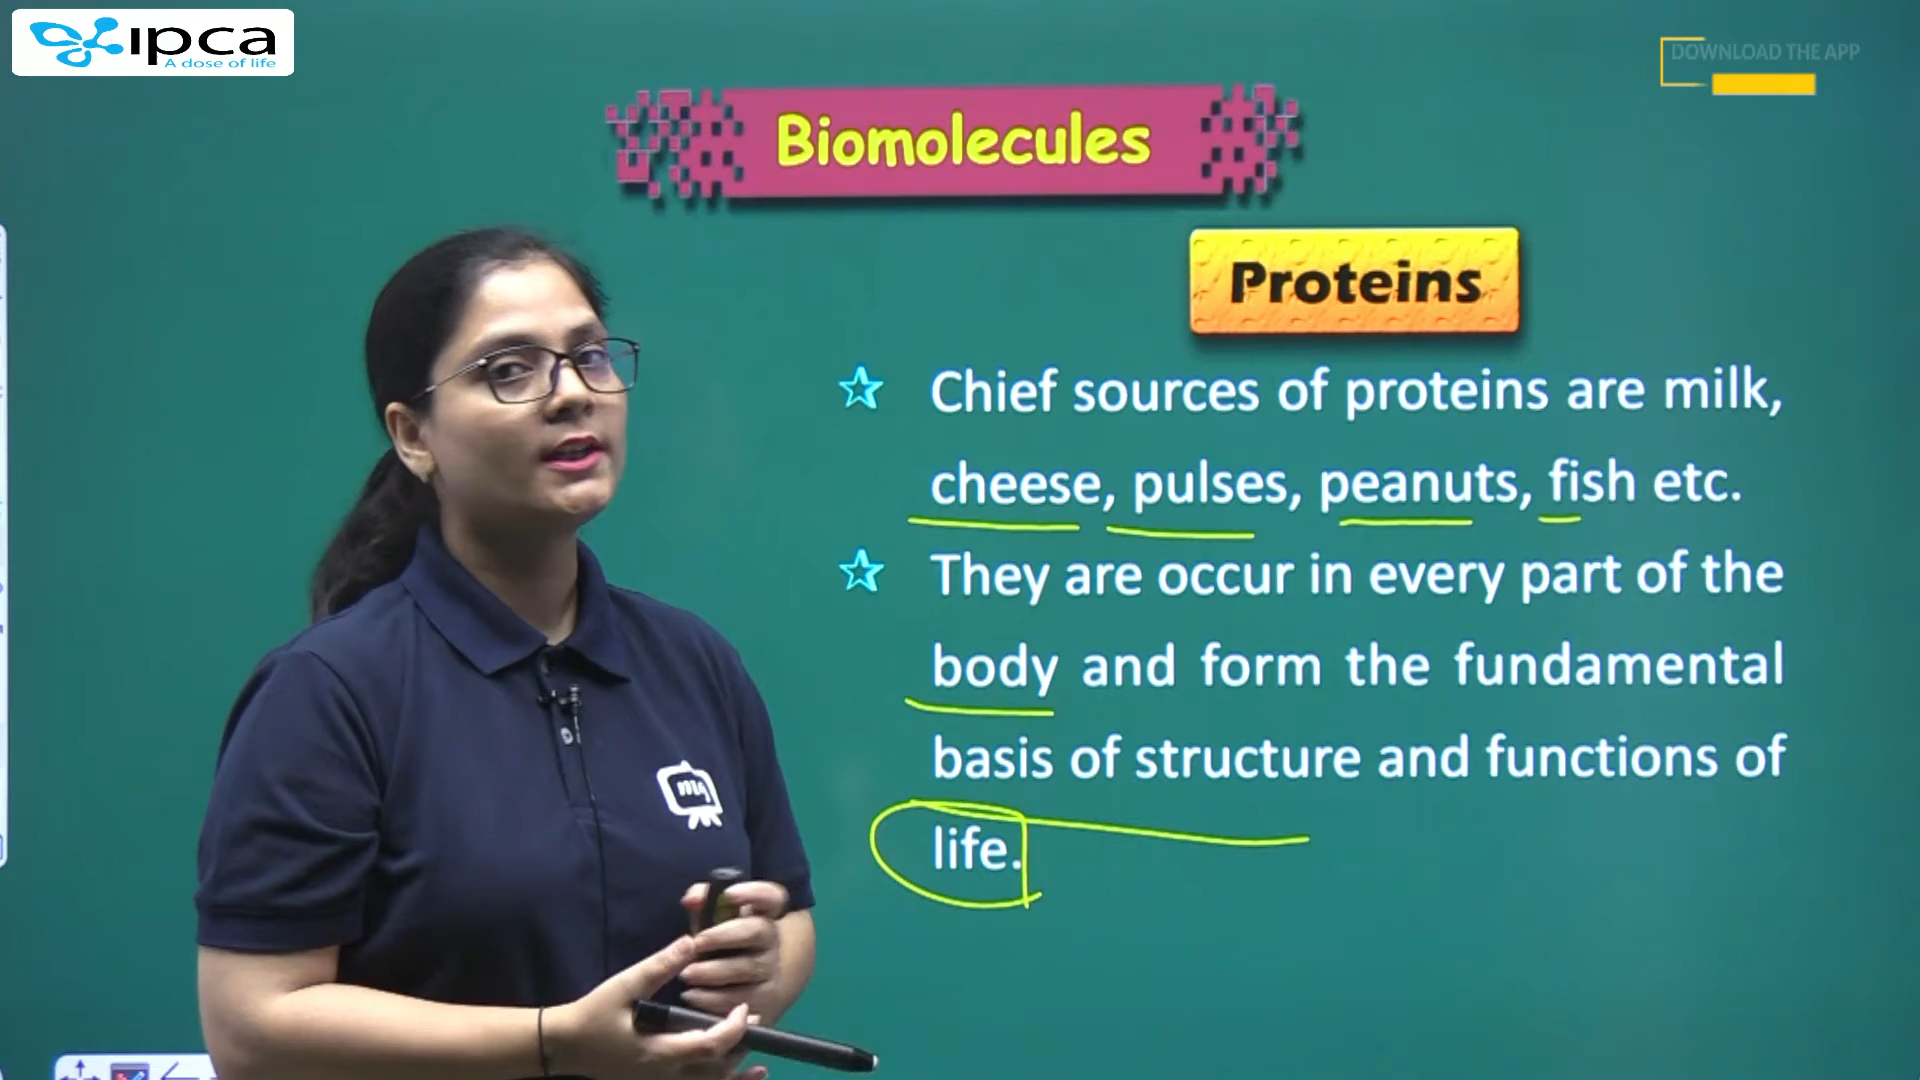 ipca
A dose of life
DOWNLOAD THE APP
Biomolecules
Proteins
Chief sources of proteins are milk,
cheese, pulses, peanuts, fish etc.
They are occur in every part of the
body and form the fundamental
basis of structure and functions of
life.